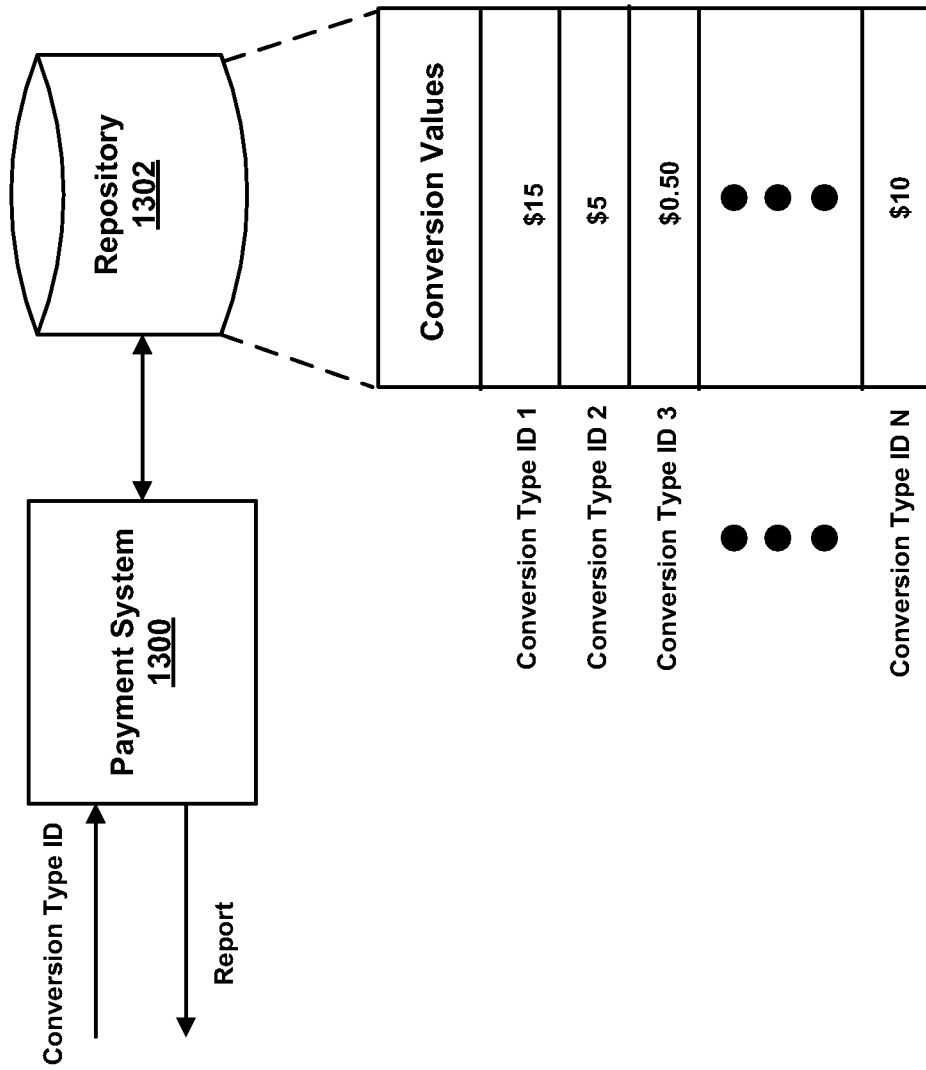 Conversion Type ID
Report
Payment System
1300
Repository
1302
Conversion Values
Conversion Type ID 1
$15
Conversion Type ID 2
$5
Conversion Type ID 3
$0.50
Conversion Type ID N
$10